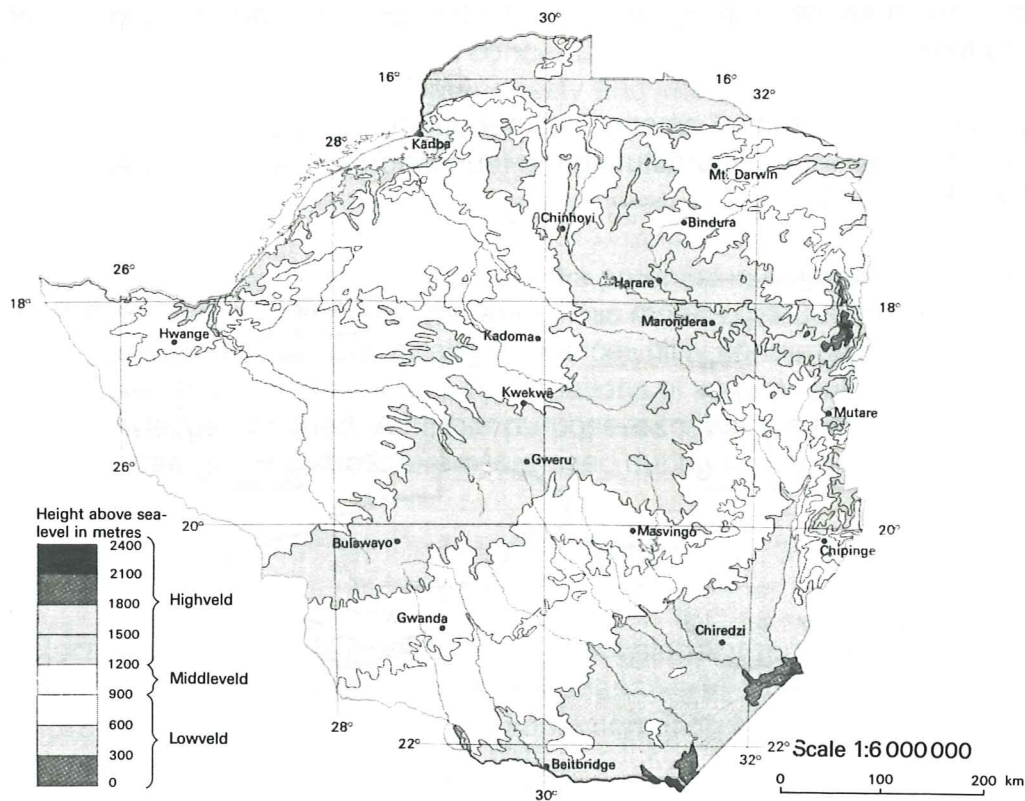 30°
16°
16°
32°
28°
Kariba
Mt. Darwin
Chinhoyi
Bindura
26°
Harare
18°
18°
Marondera
Hwange
Kadoma
Kwekwe
Mutare
26°
Gweru
Height above sea-
level in metres
2400
2100
1800
1500
1200
900
600
300
0
Highveld
Middleveld
Lowveld
20°
20°
Masvingo
Bulawayo
Chipinge
Gwanda
Chiredzi
28°
22°
22°
32°
Scale 1:6 000 000
Beitbridge
30°
0 100 200 km